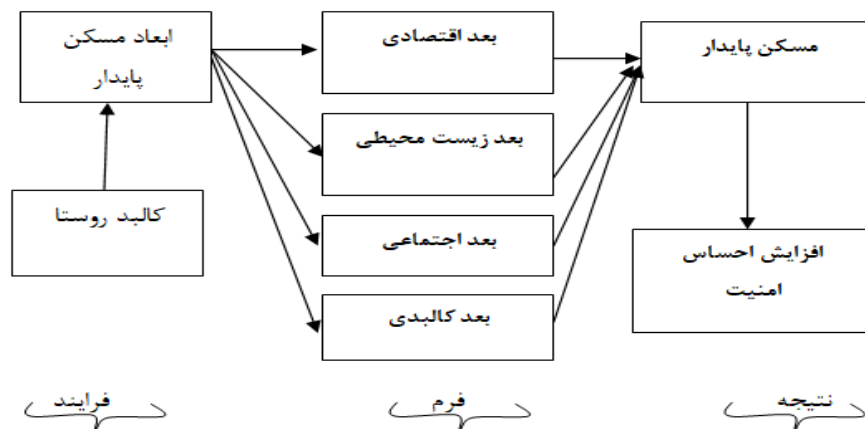 ابعاد مسکن
پایدار
کالبد روستا
بعد اقتصادی
بعد زیست محیطی
بعد اجتماعی
بعد کالبدی
مسکن پایدار
افزایش احساس
امنیت
فرایند
فرم
نتیجه